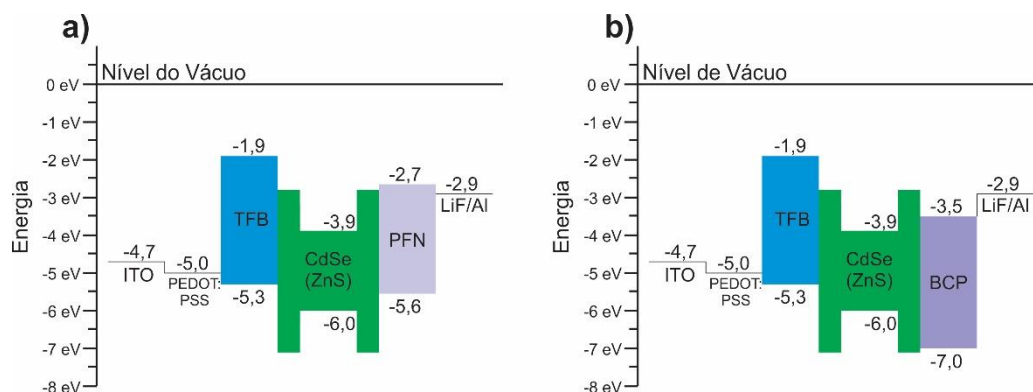 a)
Nível do Vácuo
0 eV
-1 eV
-2 eV
-3 eV
-4 eV
-5 eV
-6 eV
-7 eV
-8 eV
Energia
-4,7
ITO
-5,0
PEDOT:
PSS
-1,9
TFB
-5,3
-3,9
CdSe
(ZnS)
-6,0
-2,7
PFN
-5,6
-2,9
LiF/Al
b)
Nível de Vácuo
0 eV
-1 eV
-2 eV
-3 eV
-4 eV
-5 eV
-6 eV
-7 eV
-8 eV
Energia
-4,7
ITO
-5,0
PEDOT:
PSS
-1,9
TFB
-5,3
-3,9
CdSe
(ZnS)
-6,0
-3,5
BCP
-7,0
-2,9
LiF/Al